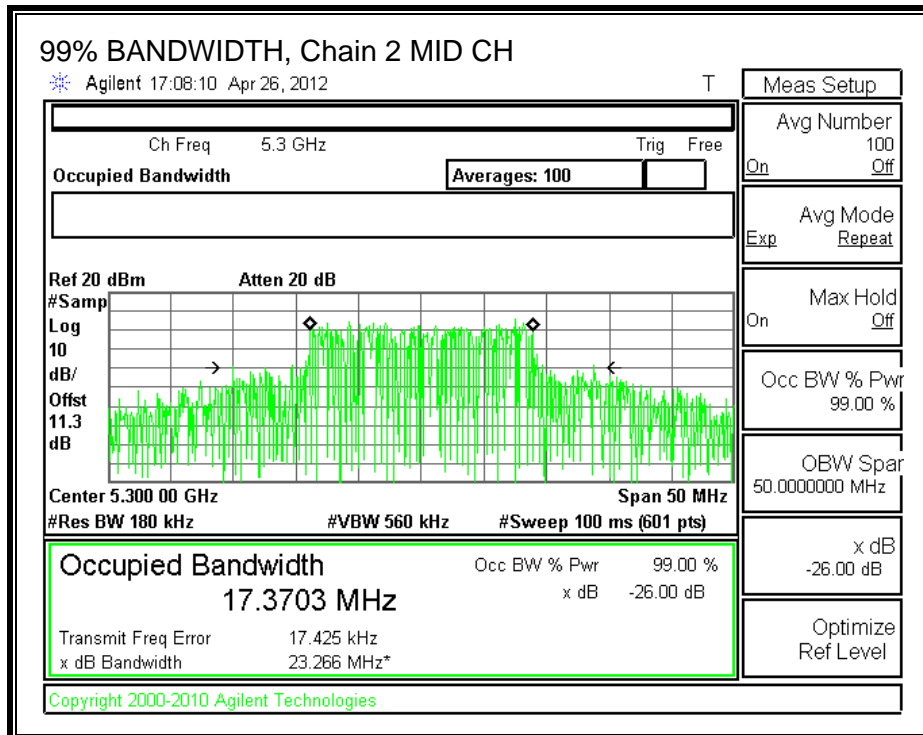 99% BANDWIDTH, Chain 2 MID CH
Agilent 17:08:10 Apr 26, 2012 T
Ch Freq 5.3 GHz Trig Free
Occupied Bandwidth Averages: 100
Ref 20 dBm Atten 20 dB
#Samp
Log
10
dB/
Offst
11.3
dB
Center 5.300 00 GHz Span 50 MHz
#Res BW 180 kHz #VBW 560 kHz #Sweep 100 ms (601 pts)
Occupied Bandwidth Occ BW % Pwr 99.00 %
17.3703 MHz x dB -26.00 dB
Transmit Freq Error 17.425 kHz
x dB Bandwidth 23.266 MHz*
Copyright 2000-2010 Agilent Technologies
Meas Setup
Avg Number
100
On Off
Avg Mode
Exp Repeat
Max Hold
On Off
Occ BW % Pwr
99.00 %
OBW Span
50.0000000 MHz
x dB
-26.00 dB
Optimize
Ref Level